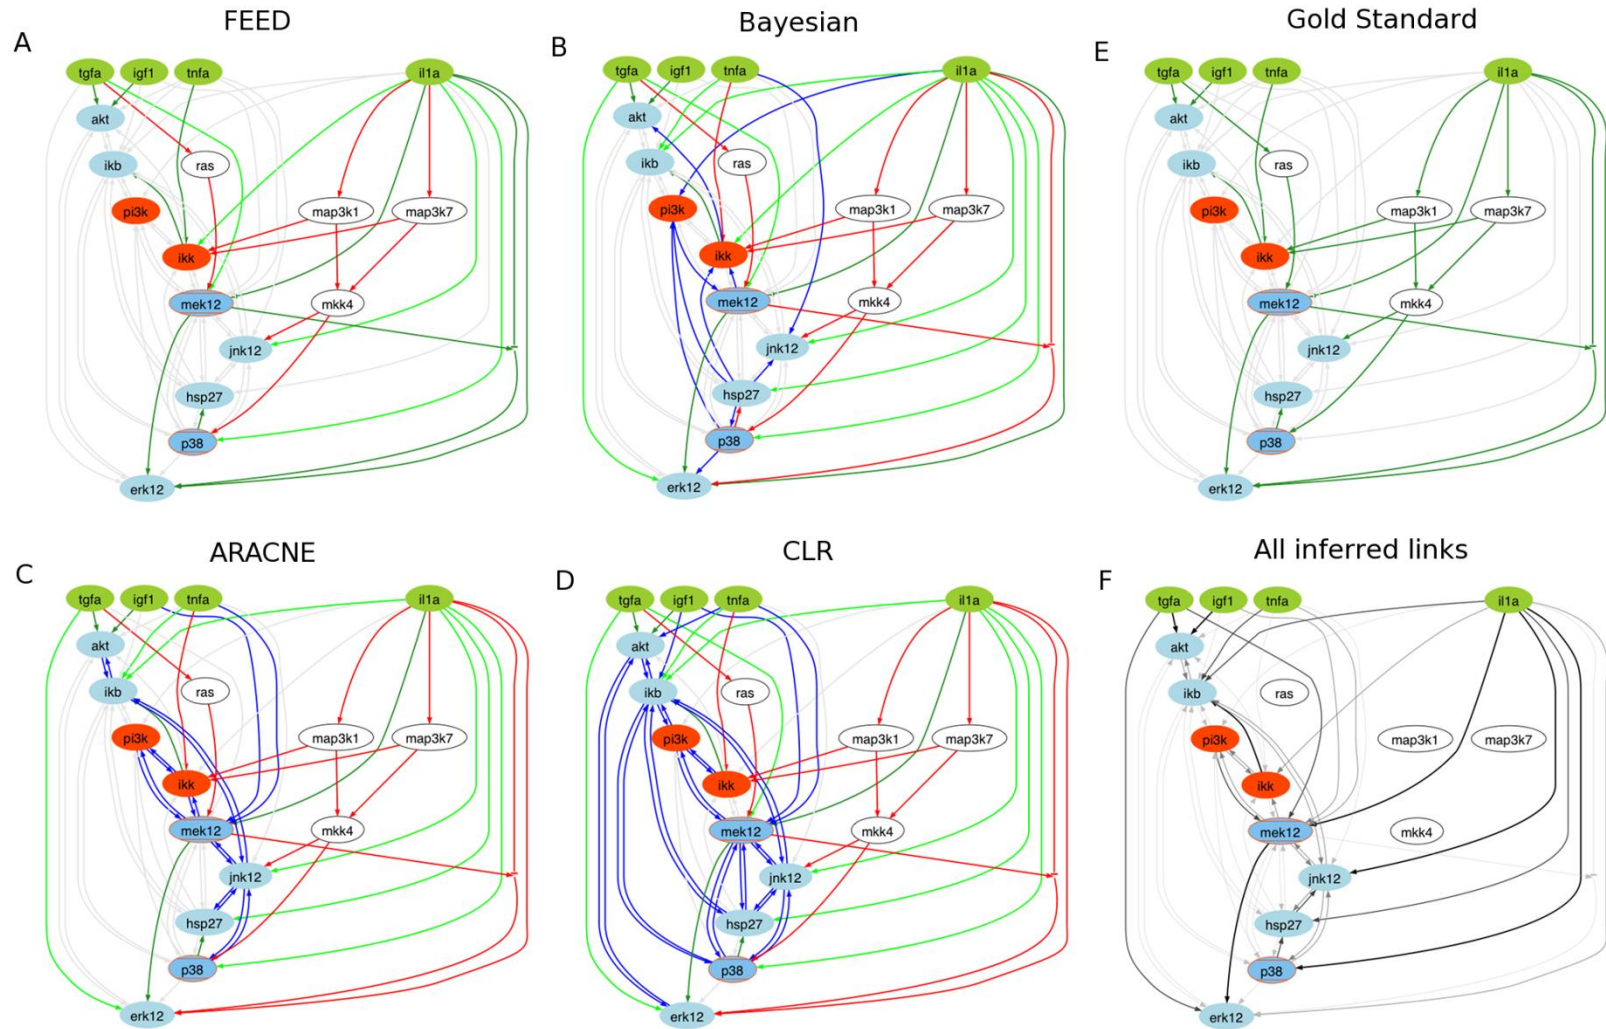 FEED
A
tgfa
igf1
tnfa
il1a
akt
ikb
ras
pi3k
map3k1
map3k7
ikk
mek12
mkk4
jnk12
hsp27
p38
erk12
Bayesian
B
tgfa
igf1
tnfa
il1a
akt
ikb
ras
pi3k
map3k1
map3k7
ikk
mek12
mkk4
jnk12
hsp27
p38
erk12
Gold Standard
E
tgfa
igf1
tnfa
il1a
akt
ikb
ras
pi3k
map3k1
map3k7
ikk
mek12
mkk4
jnk12
hsp27
p38
erk12
ARACNE
C
tgfa
igf1
tnfa
il1a
akt
ikb
ras
pi3k
map3k1
map3k7
ikk
mek12
mkk4
jnk12
hsp27
p38
erk12
CLR
D
tgfa
igf1
tnfa
il1a
akt
ikb
ras
pi3k
map3k1
map3k7
ikk
mek12
mkk4
jnk12
hsp27
p38
erk12
All inferred links
F
tgfa
igf1
tnfa
il1a
akt
ikb
ras
pi3k
map3k1
map3k7
ikk
mek12
mkk4
jnk12
hsp27
p38
erk12